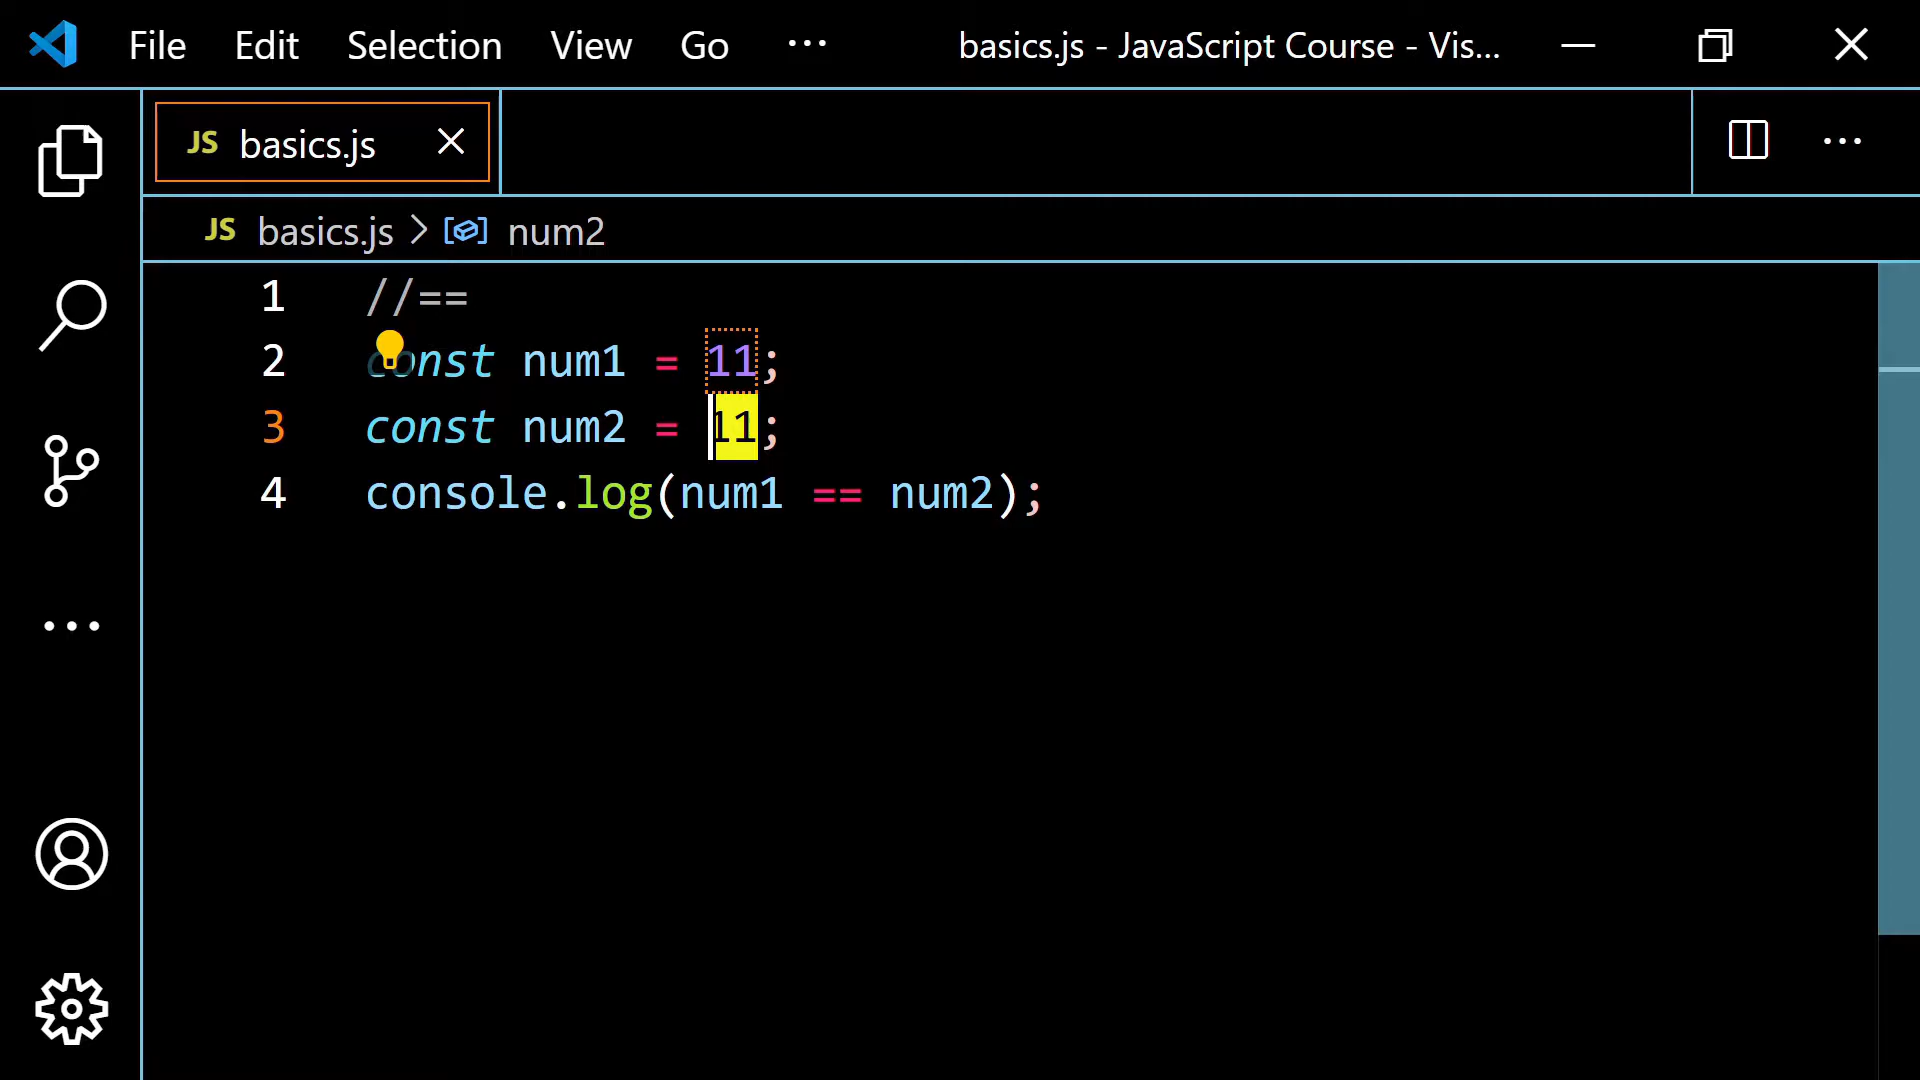 File Edit Selection View Go ··· basics.js - JavaScript Course - Vis...
JS basics.js
JS basics.js > num2
1 //==
2 const num1 = 11;
3 const num2 = 11;
4 console.log(num1 == num2);